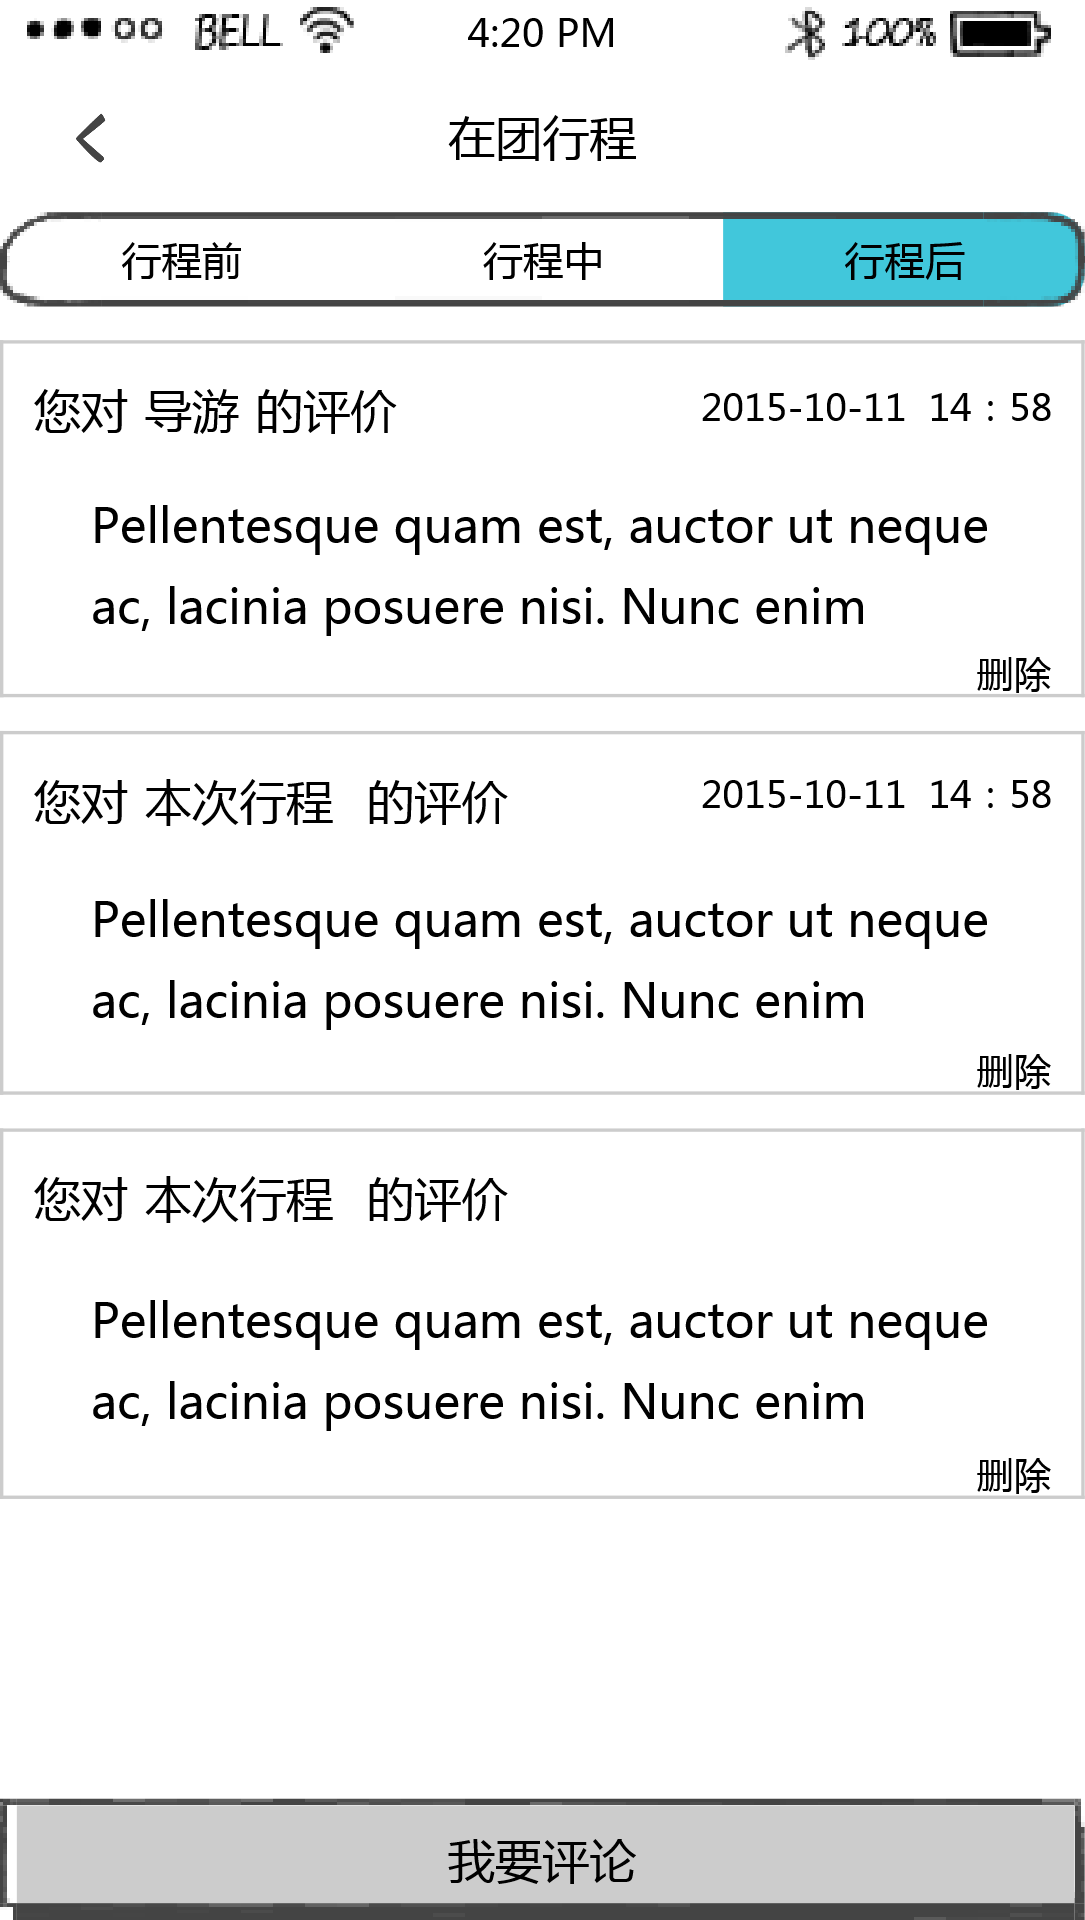 BELL 4:20 PM 100%
在团行程
行程前 行程中 行程后
您对 导游 的评价 2015-10-11 14：58
Pellentesque quam est, auctor ut neque
ac, lacinia posuere nisi. Nunc enim
删除
您对 本次行程 的评价 2015-10-11 14：58
Pellentesque quam est, auctor ut neque
ac, lacinia posuere nisi. Nunc enim
删除
您对 本次行程 的评价
Pellentesque quam est, auctor ut neque
ac, lacinia posuere nisi. Nunc enim
删除
我要评论